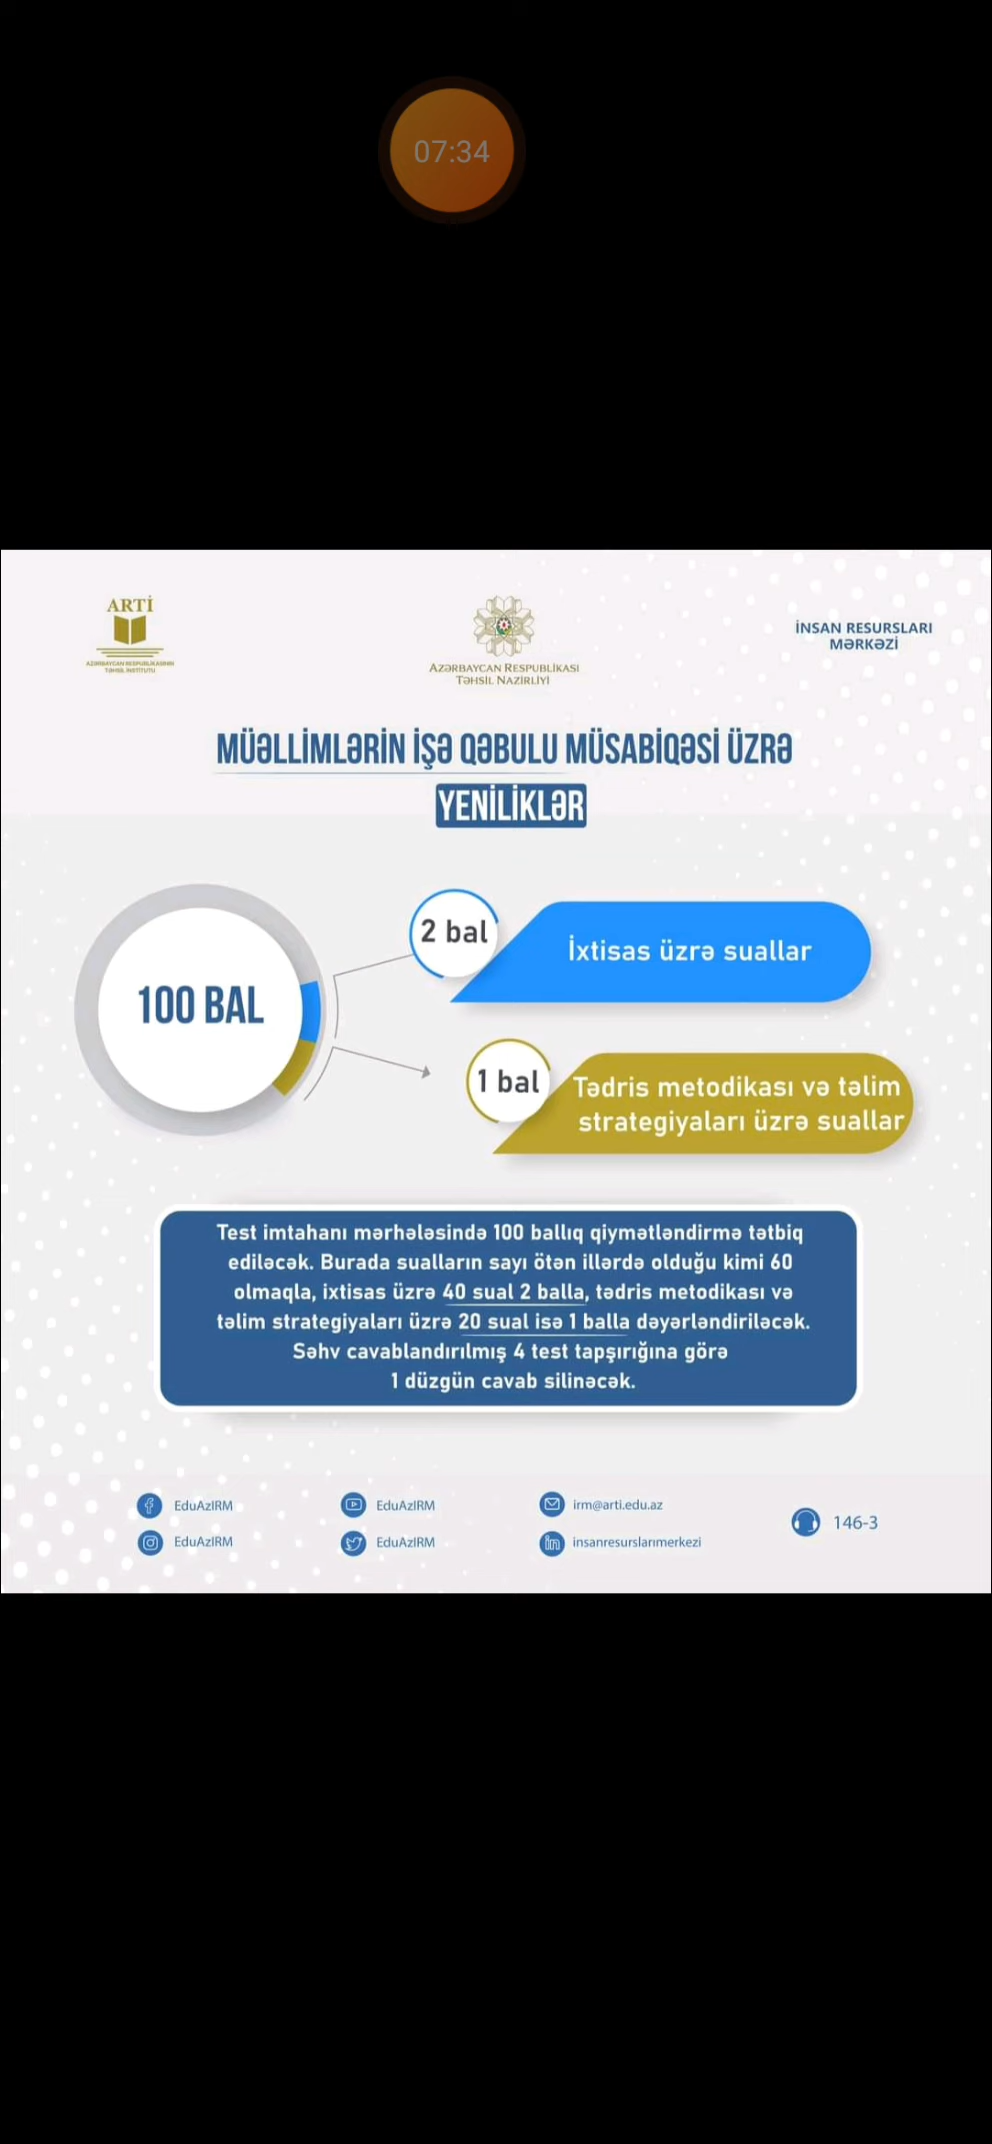 07:34
ARTİ
AZƏRBAYCAN RESPUBLİKASININ
TƏHSİL İNSTİTUTU
AZƏRBAYCAN RESPUBLİKASI
TƏHSİL NAZİRLİYİ
İNSAN RESURSLARI
MƏRKƏZİ
MÜƏLLİMLƏRİN İŞƏ QƏBULU MÜSABİQƏSİ ÜZRƏ
YENİLİKLƏR
100 BAL
2 bal
İxtisas üzrə suallar
1 bal
Tədris metodikası və təlim
strategiyaları üzrə suallar
Test imtahanı mərhələsində 100 ballıq qiymətləndirmə tətbiq
ediləcək. Burada sualların sayı ötən illərdə olduğu kimi 60
olmaqla, ixtisas üzrə 40 sual 2 balla, tədris metodikası və
təlim strategiyaları üzrə 20 sual isə 1 balla dəyərləndiriləcək.
Səhv cavablandırılmış 4 test tapşırığına görə
1 düzgün cavab silinəcək.
EduAzIRM
EduAzIRM
irm@arti.edu.az
146-3
EduAzIRM
EduAzIRM
insanresurslarımerkezi